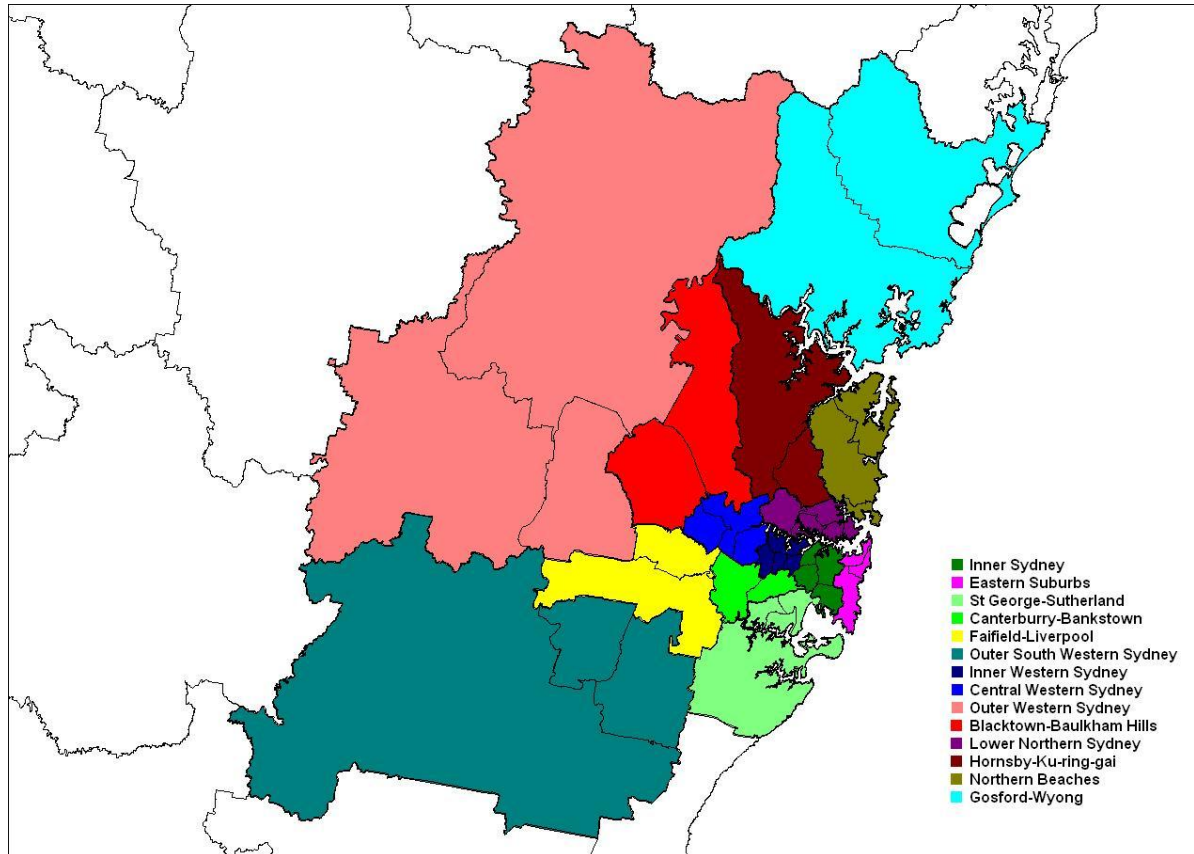 Inner Sydney
Eastern Suburbs
St George-Sutherland
Canterburry-Bankstown
Faifield-Liverpool
Outer South Western Sydney
Inner Western Sydney
Central Western Sydney
Outer Western Sydney
Blacktown-Baulkham Hills
Lower Northern Sydney
Hornsby-Ku-ring-gai
Northern Beaches
Gosford-Wyong